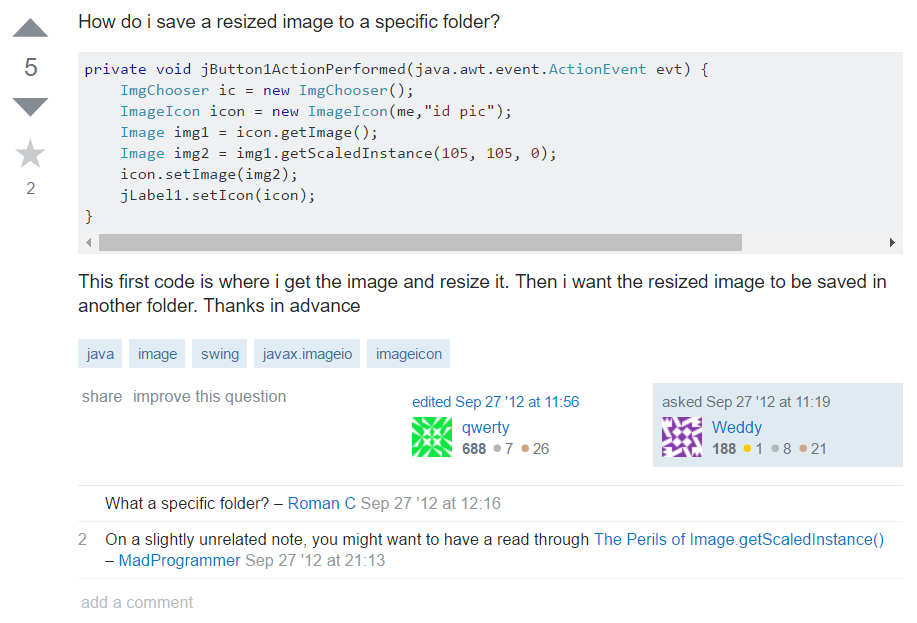 How do i save a resized image to a specific folder?
5
2
private void jButton1ActionPerformed(java.awt.event.ActionEvent evt) {
    ImgChooser ic = new ImgChooser();
    ImageIcon icon = new ImageIcon(me,"id pic");
    Image img1 = icon.getImage();
    Image img2 = img1.getScaledInstance(105, 105, 0);
    icon.setImage(img2);
    jLabel1.setIcon(icon);
}
This first code is where i get the image and resize it. Then i want the resized image to be saved in
another folder. Thanks in advance
java image swing javax.imageio imageicon
share improve this question
edited Sep 27 '12 at 11:56
qwerty
688 7 26
asked Sep 27 '12 at 11:19
Weddy
188 1 8 21
What a specific folder? – Roman C Sep 27 '12 at 12:16
2 On a slightly unrelated note, you might want to have a read through The Perils of Image.getScaledInstance()
– MadProgrammer Sep 27 '12 at 21:13
add a comment